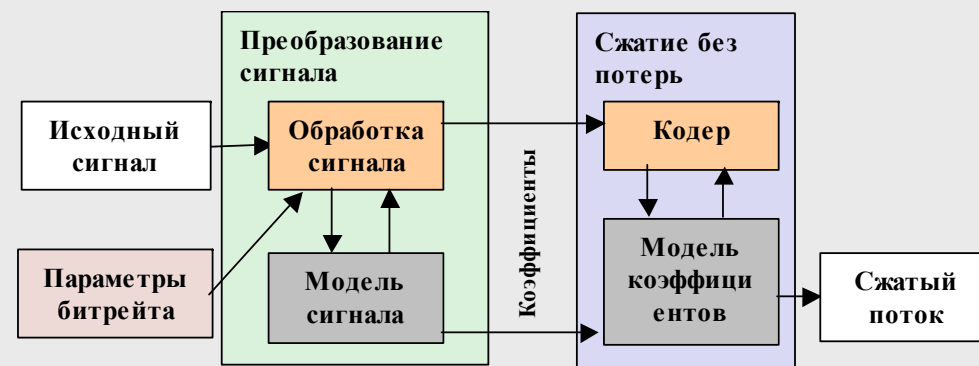 Преобразование
сигнала
Сжатие без
потерь
Исходный
сигнал
Обработка
сигнала
Кодер
Коэффициенты
Параметры
битрейта
Модель
сигнала
Модель
коэффици
ентов
Сжатый
поток